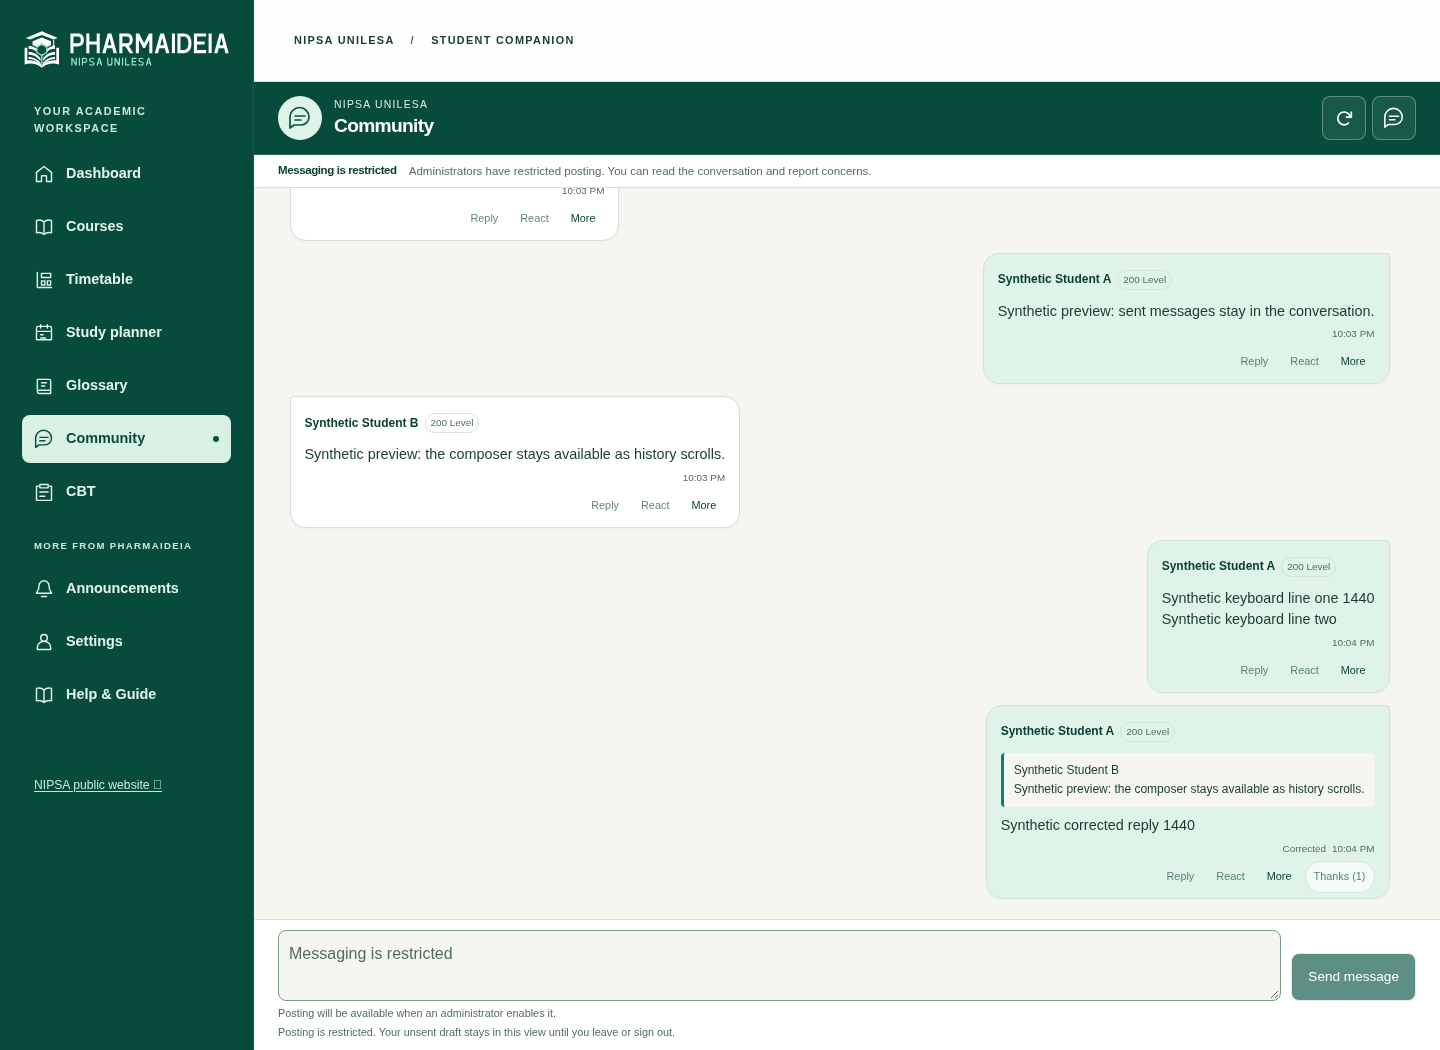 PHARMAIDEIA
NIPSA UNILESA
YOUR ACADEMIC
WORKSPACE
Dashboard
Courses
Timetable
Study planner
Glossary
Community
CBT
MORE FROM PHARMAIDEIA
Announcements
Settings
Help & Guide
NIPSA public website
NIPSA UNILESA / STUDENT COMPANION
NIPSA UNILESA
Community
Messaging is restricted Administrators have restricted posting. You can read the conversation and report concerns.
10:03 PM
Reply React More
Synthetic Student A 200 Level
Synthetic preview: sent messages stay in the conversation.
10:03 PM
Reply React More
Synthetic Student B 200 Level
Synthetic preview: the composer stays available as history scrolls.
10:03 PM
Reply React More
Synthetic Student A 200 Level
Synthetic keyboard line one 1440
Synthetic keyboard line two
10:04 PM
Reply React More
Synthetic Student A 200 Level
Synthetic Student B
Synthetic preview: the composer stays available as history scrolls.
Synthetic corrected reply 1440
Corrected 10:04 PM
Reply React More Thanks (1)
Messaging is restricted
Send message
Posting will be available when an administrator enables it.
Posting is restricted. Your unsent draft stays in this view until you leave or sign out.